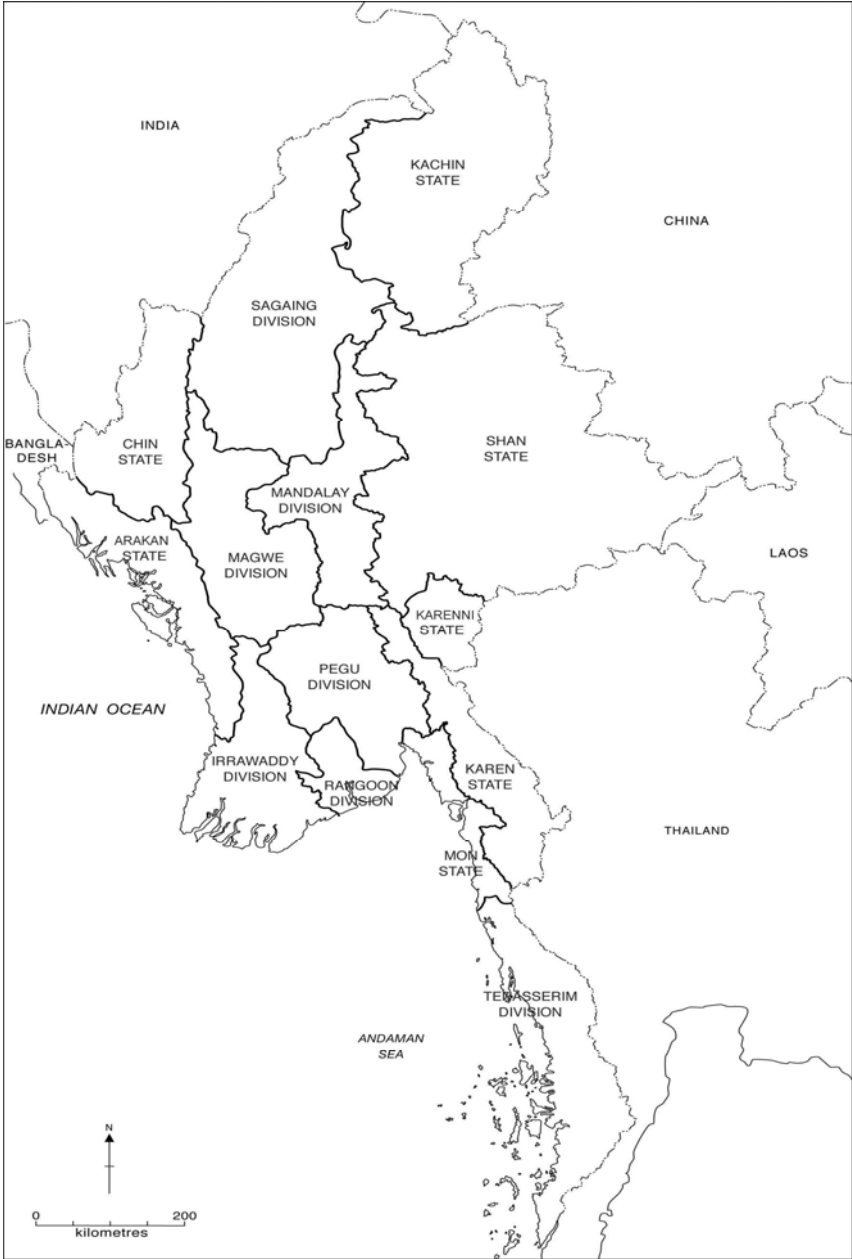 INDIA
KACHIN
STATE
CHINA
SAGAING
DIVISION
BANGLA-
DESH
CHIN
STATE
SHAN
STATE
MANDALAY
DIVISION
ARAKAN
STATE
MAGWE
DIVISION
LAOS
KARENNI
STATE
PEGU
DIVISION
INDIAN OCEAN
IRRAWADDY
DIVISION
RANGOON
DIVISION
KAREN
STATE
THAILAND
MON
STATE
TENASSERIM
DIVISION
ANDAMAN
SEA
N
0 200
kilometres